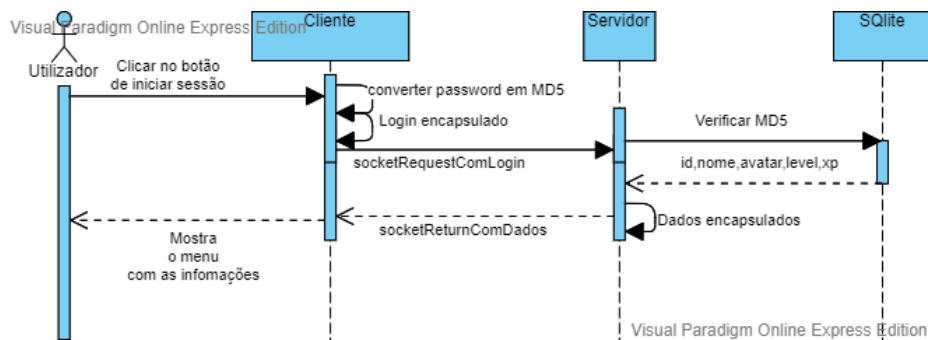 Visual Paradigm Online Express Edition
Cliente
Servidor
SQlite
Utilizador
Clicar no botão
de iniciar sessão
converter password em MD5
Login encapsulado
Verificar MD5
socketRequestComLogin
id,nome,avatar,level,xp
Dados encapsulados
socketReturnComDados
Mostra
o menu
com as infomações
Visual Paradigm Online Express Edition